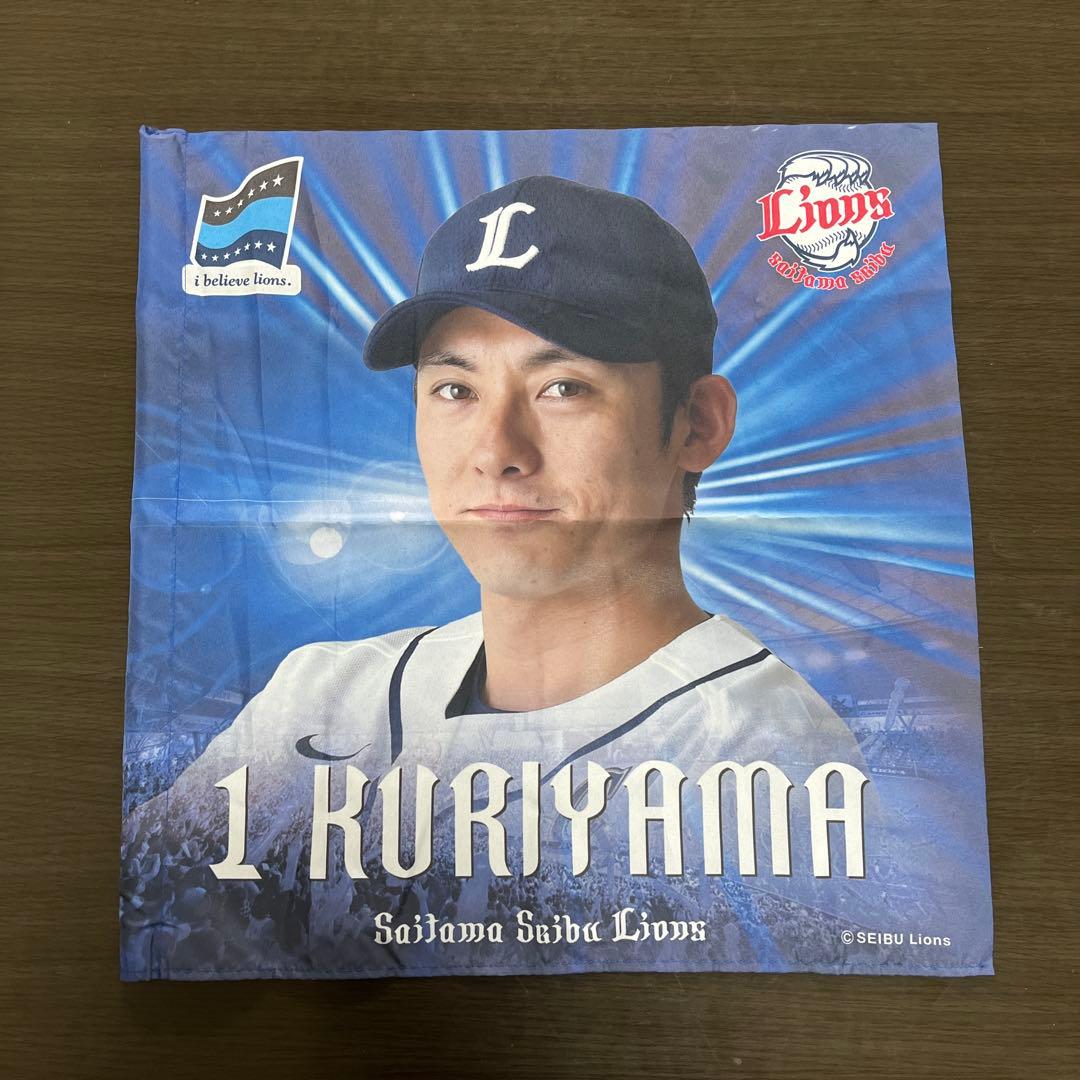 i believe lions.
Lions
Saitama Seibu
L
1 KURIYAMA
Saitama Seibu Lions
©SEIBU Lions